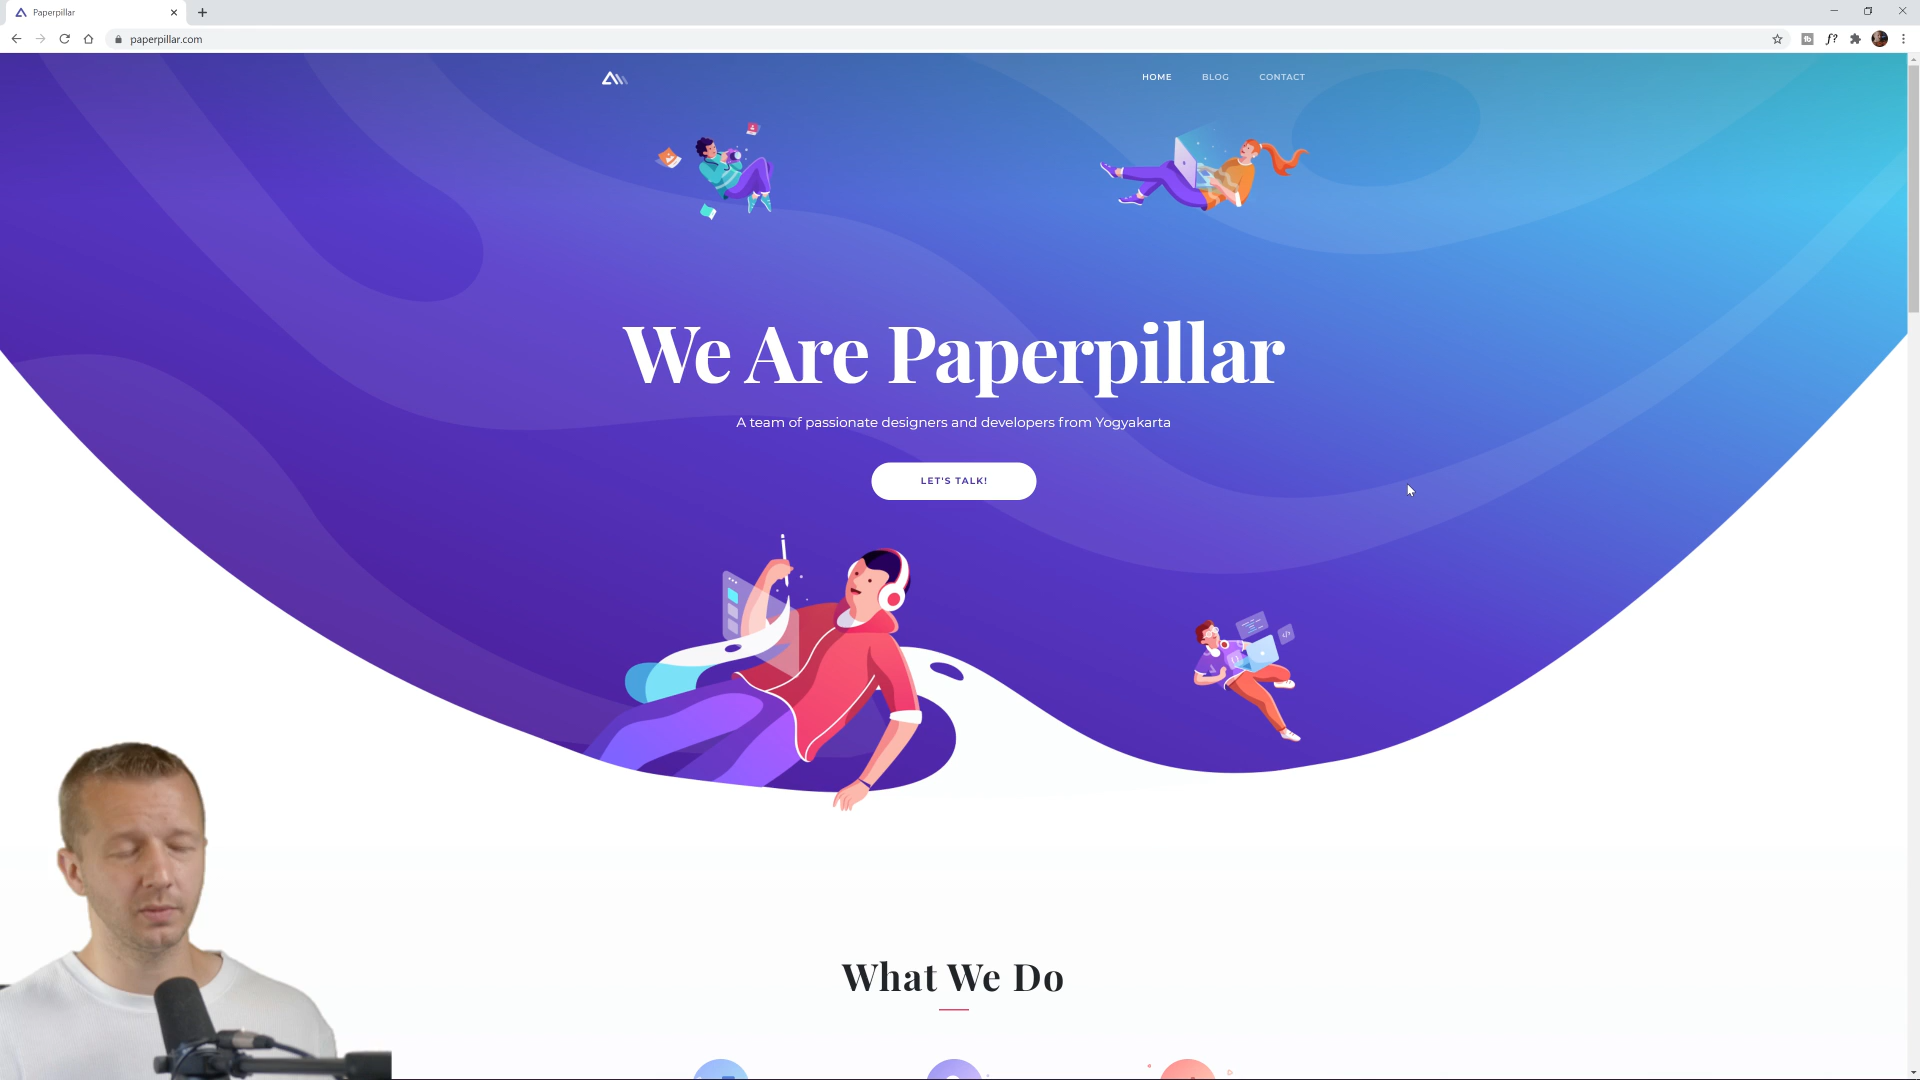 Paperpillar
paperpillar.com
f?
HOME BLOG CONTACT
We Are Paperpillar
A team of passionate designers and developers from Yogyakarta
LET'S TALK!
What We Do